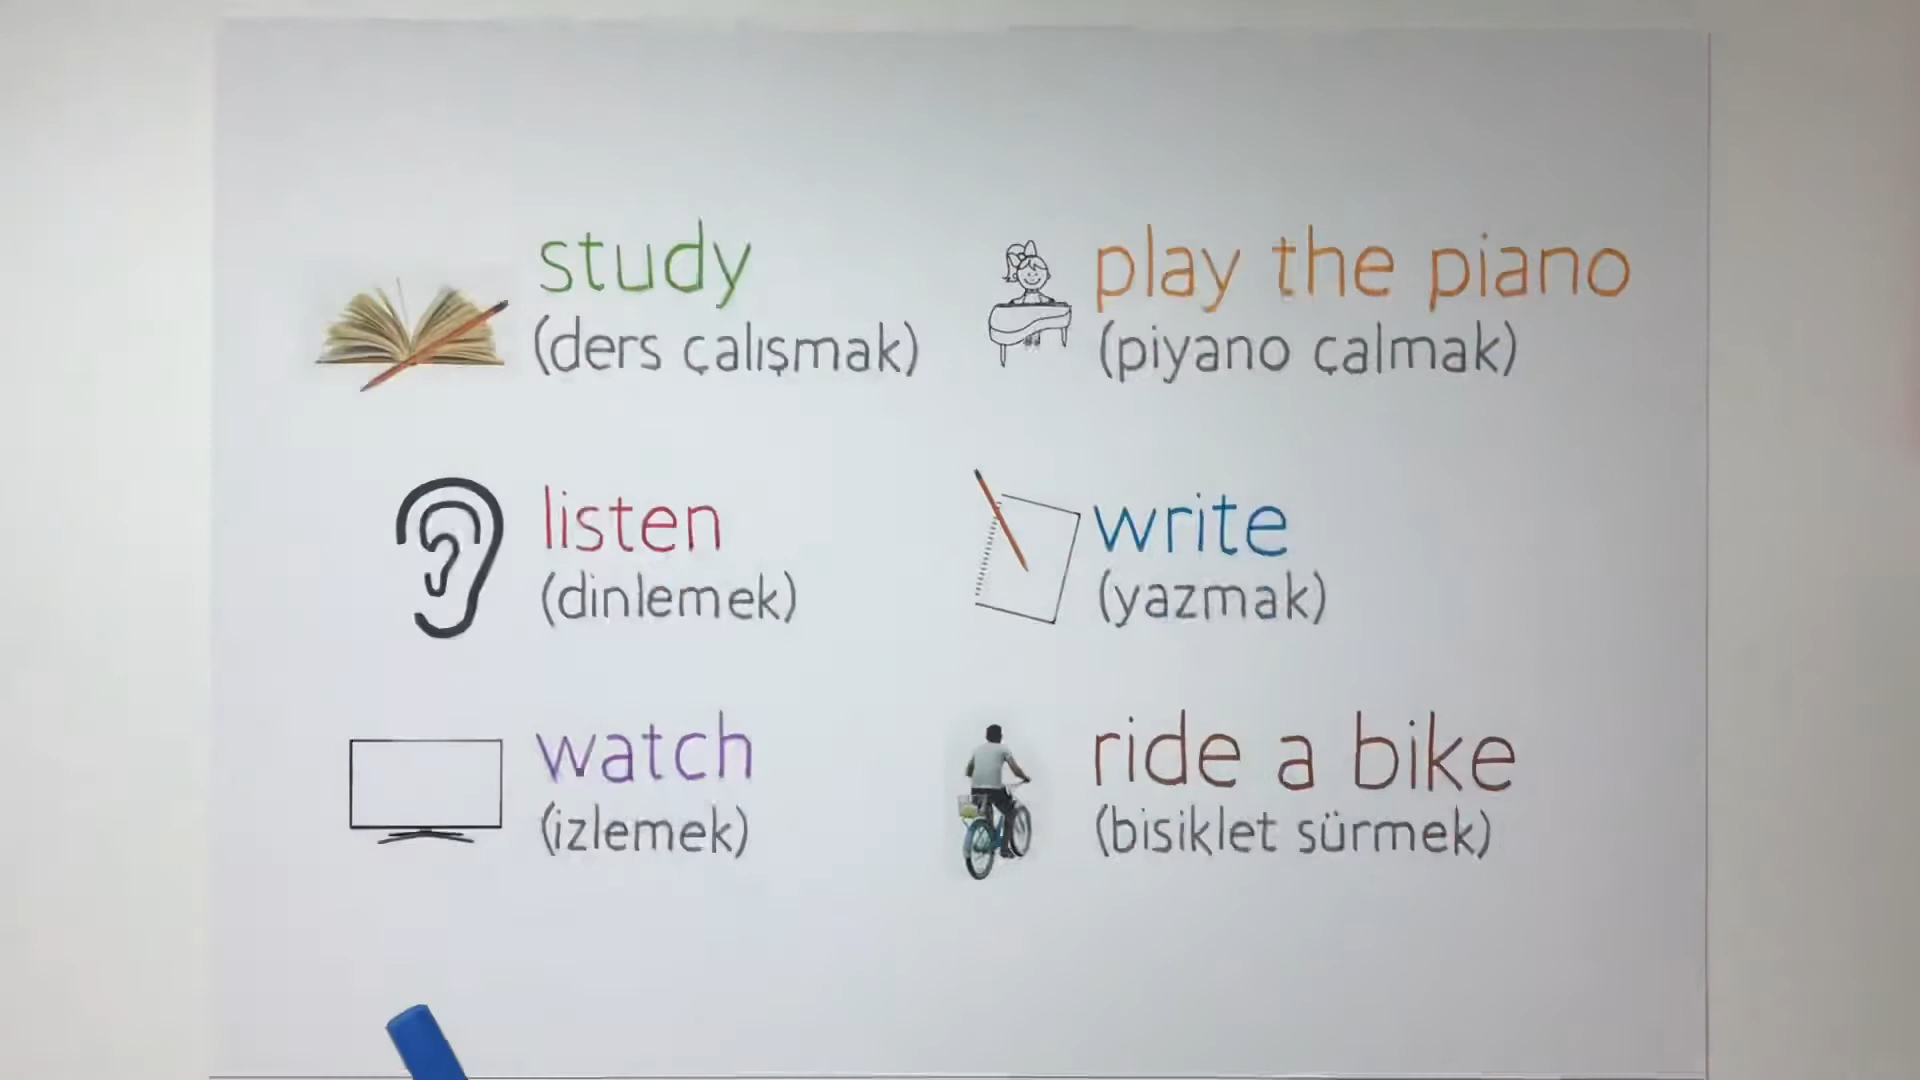 study
(ders çalışmak)
play the piano
(piyano çalmak)
listen
(dinlemek)
write
(yazmak)
watch
(izlemek)
ride a bike
(bisiklet sürmek)